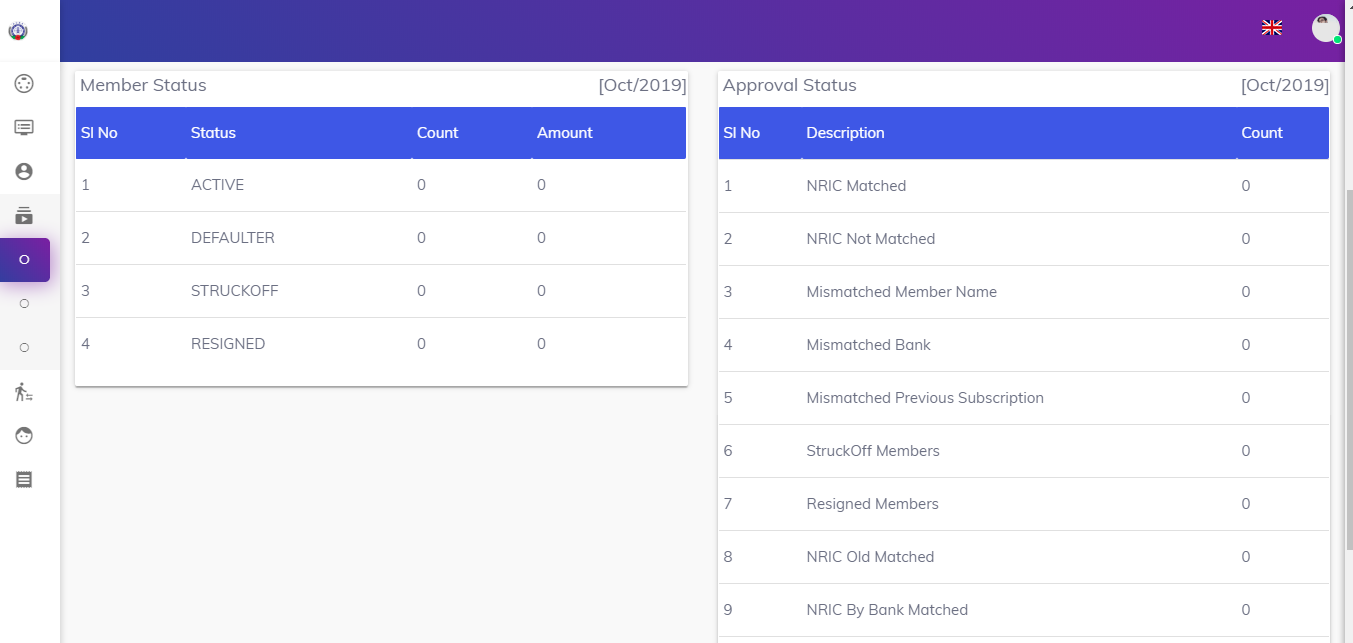 Member Status [Oct/2019]
Sl No Status Count Amount
1 ACTIVE 0 0
2 DEFAULTER 0 0
3 STRUCKOFF 0 0
4 RESIGNED 0 0
Approval Status [Oct/2019]
Sl No Description Count
1 NRIC Matched 0
2 NRIC Not Matched 0
3 Mismatched Member Name 0
4 Mismatched Bank 0
5 Mismatched Previous Subscription 0
6 StruckOff Members 0
7 Resigned Members 0
8 NRIC Old Matched 0
9 NRIC By Bank Matched 0